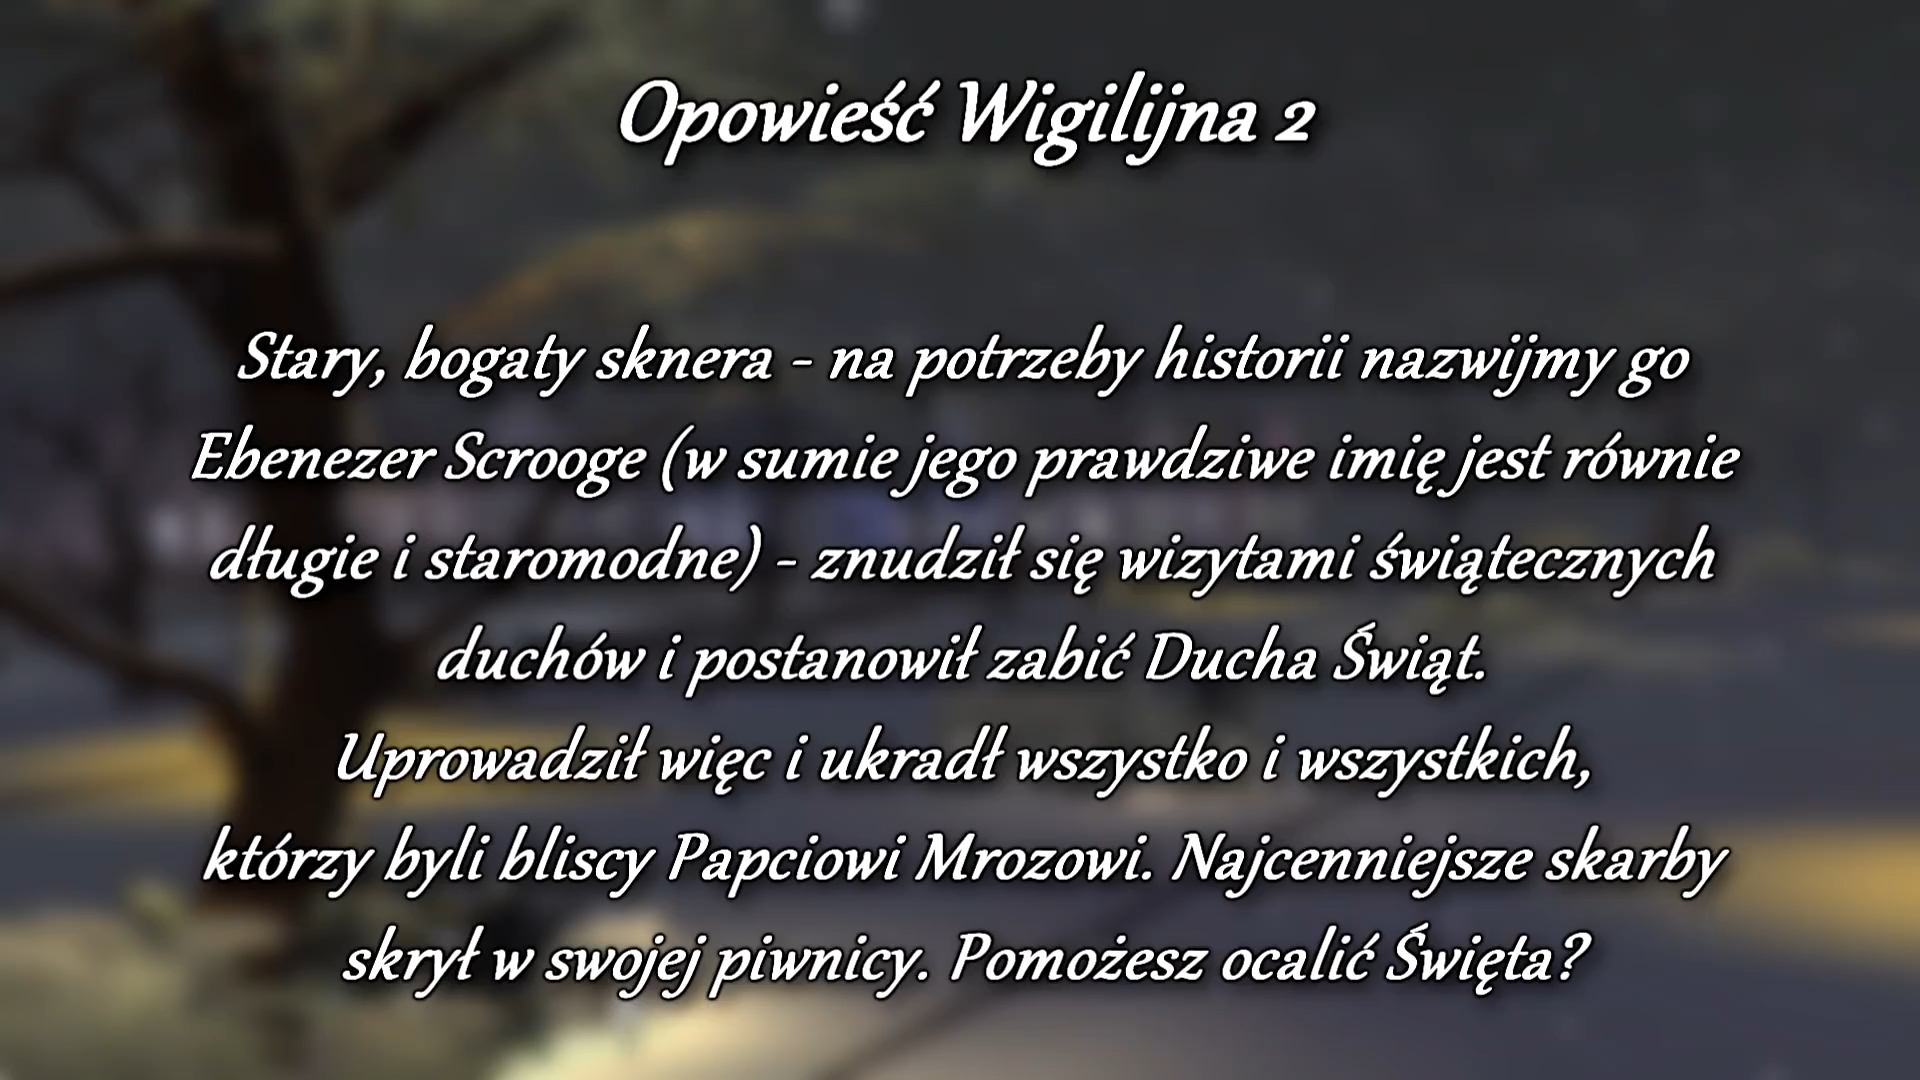 Opowieść Wigilijna 2
Stary, bogaty sknera - na potrzeby historii nazwijmy go
Ebenezer Scrooge (w sumie jego prawdziwe imię jest równie
długie i staromodne) - znudził się wizytami świątecznych
duchów i postanowił zabić Ducha Świąt.
Uprowadził więc i ukradł wszystko i wszystkich,
którzy byli bliscy Papciowi Mrozowi. Najcenniejsze skarby
skrył w swojej piwnicy. Pomożesz ocalić Święta?